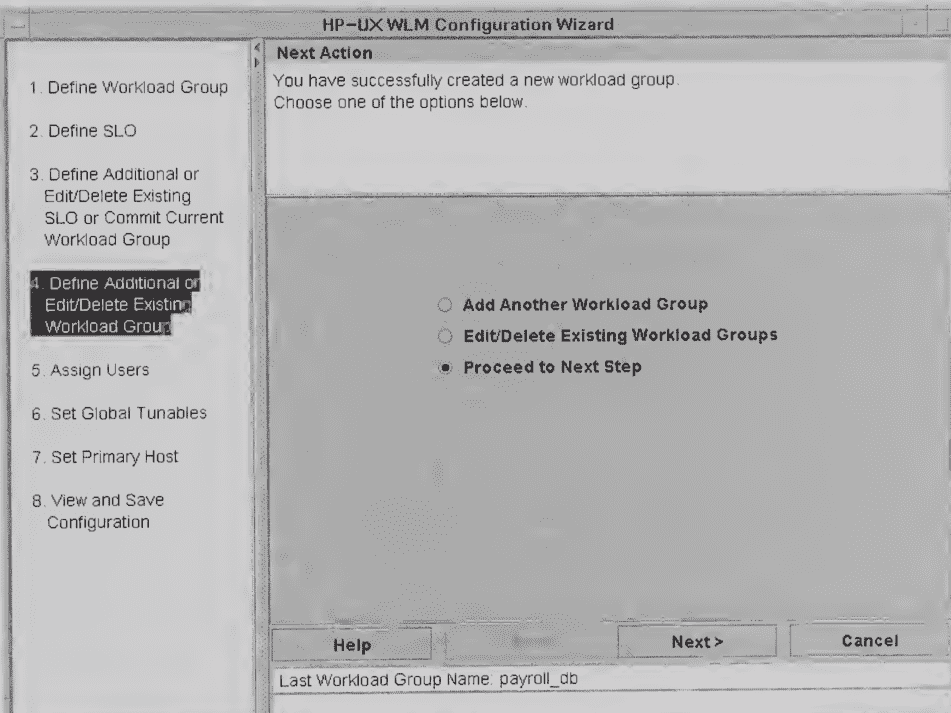 HP-UX WLM Configuration Wizard
1. Define Workload Group
2. Define SLO
3. Define Additional or
Edit/Delete Existing
SLO or Commit Current
Workload Group
4. Define Additional or
Edit/Delete Existing
Workload Group
5. Assign Users
6. Set Global Tunables
7. Set Primary Host
8. View and Save
Configuration
Next Action
You have successfully created a new workload group.
Choose one of the options below.
Add Another Workload Group
Edit/Delete Existing Workload Groups
Proceed to Next Step
Help
Next >
Cancel
Last Workload Group Name: payroll_db